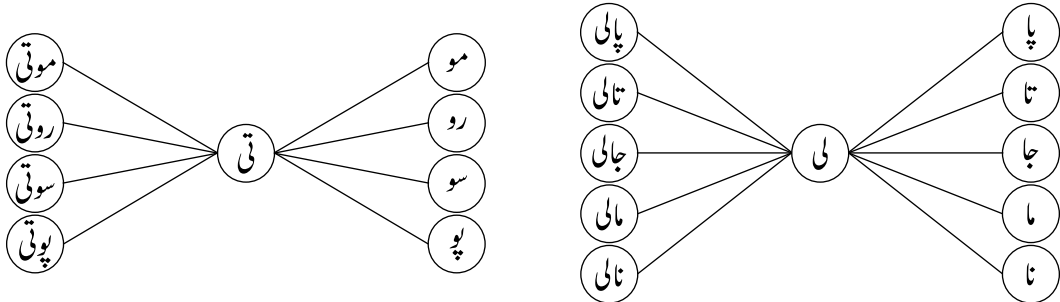 پا
تا
جا
ما
نا
لی
پالی
تالی
جالی
مالی
نالی
مو
رو
سو
پو
تی
موتی
روتی
سوتی
پوتی